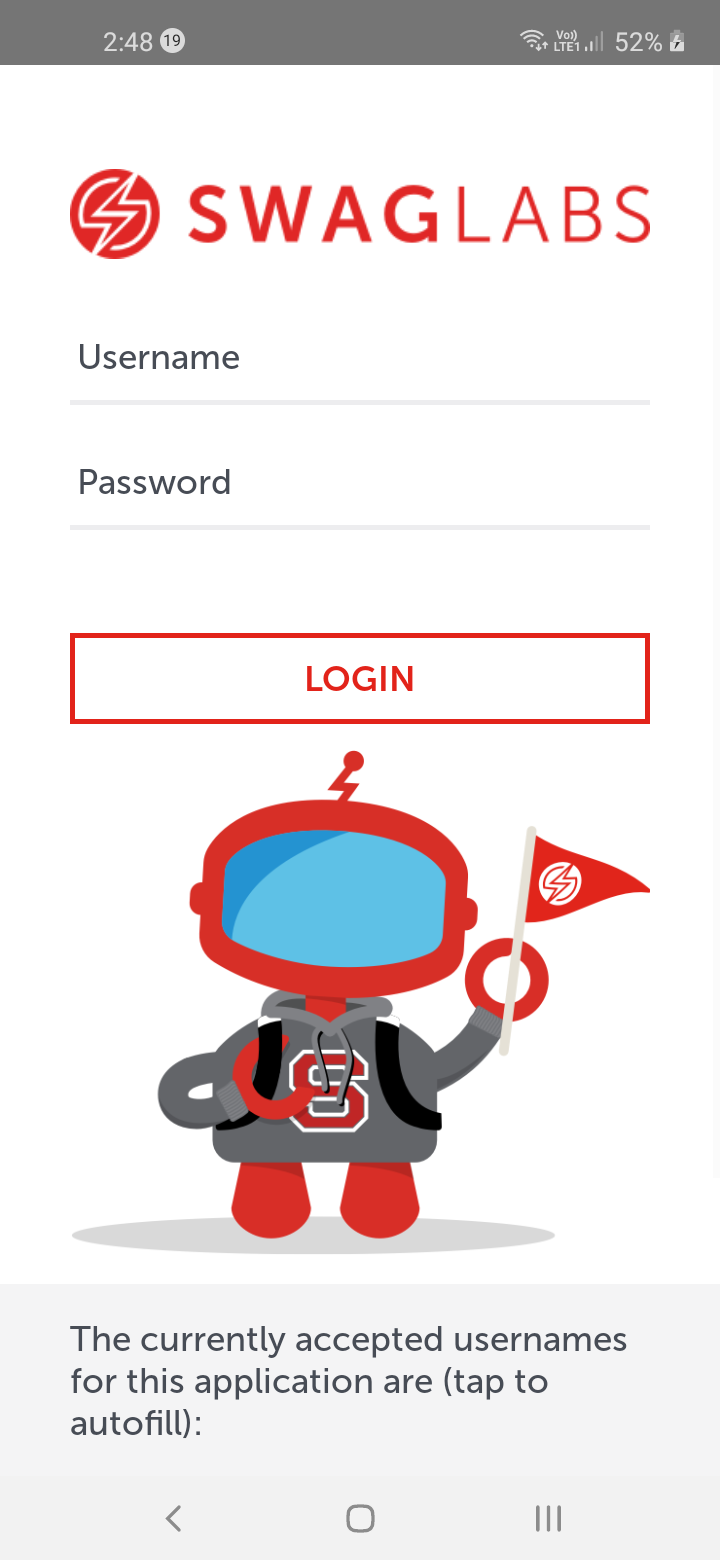 2:48 19 Vo)) LTE1 52%
SWAGLABS
Username
Password
LOGIN
S
The currently accepted usernames
for this application are (tap to
autofill):